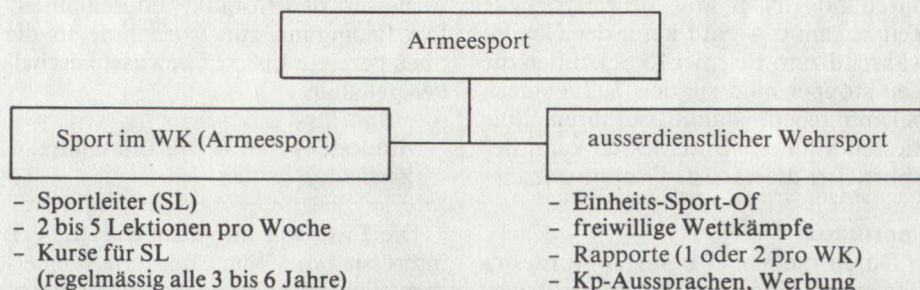 Armeesport
Sport im WK (Armeesport)
ausserdienstlicher Wehrsport
– Sportleiter (SL)
– 2 bis 5 Lektionen pro Woche
– Kurse für SL
(regelmässig alle 3 bis 6 Jahre)
– Einheits-Sport-Of
– freiwillige Wettkämpfe
– Rapporte (1 oder 2 pro WK)
– Kp-Aussprachen, Werbung